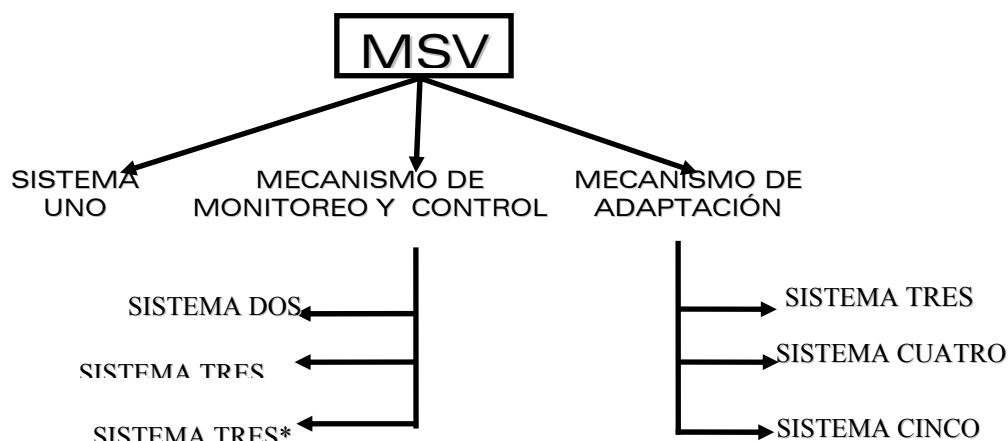 MSV
SISTEMA
UNO
MECANISMO DE
MONITOREO Y CONTROL
MECANISMO DE
ADAPTACIÓN
SISTEMA DOS
SISTEMA TRES
SISTEMA TRES*
SISTEMA TRES
SISTEMA CUATRO
SISTEMA CINCO